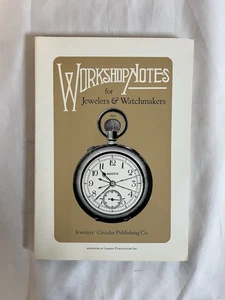 WORKSHOP NOTES
for
Jewelers & Watchmakers
Jewelers' Circular Publishing Co.